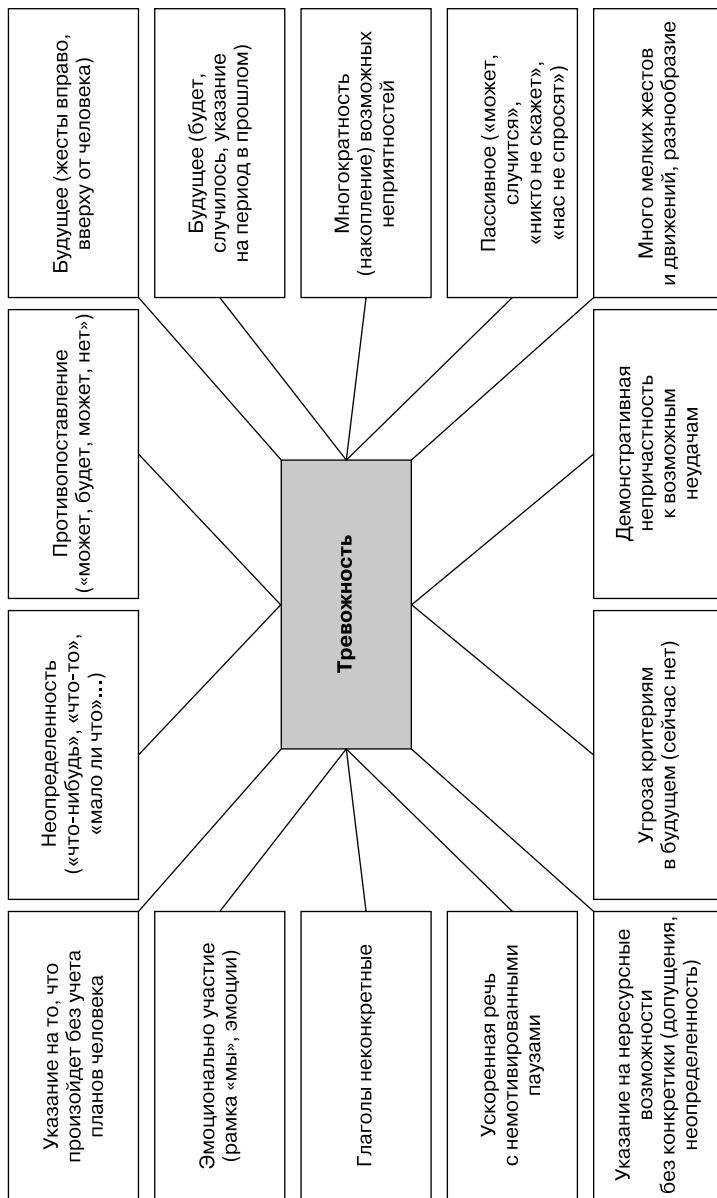 Указание на то, что
произойдет без учета
планов человека
Неопределенность
(«что-нибудь», «что-то»,
«мало ли что»...)
Противопоставление
(«может, будет, может, нет»)
Будущее (жесты вправо,
вверху от человека)
Эмоционально участие
(рамка «мы», эмоции)
Будущее (будет,
случилось, указание
на период в прошлом)
Глаголы неконкретные
Тревожность
Многократность
(накопление) возможных
неприятностей
Ускоренная речь
с немотивированными
паузами
Пассивное («может,
случится»,
«никто не скажет»,
«нас не спросят»)
Указание на нересурсные
возможности
без конкретики (допущения,
неопределенность)
Угроза критериям
в будущем (сейчас нет)
Демонстративная
непричастность
к возможным
неудачам
Много мелких жестов
и движений, разнообразие